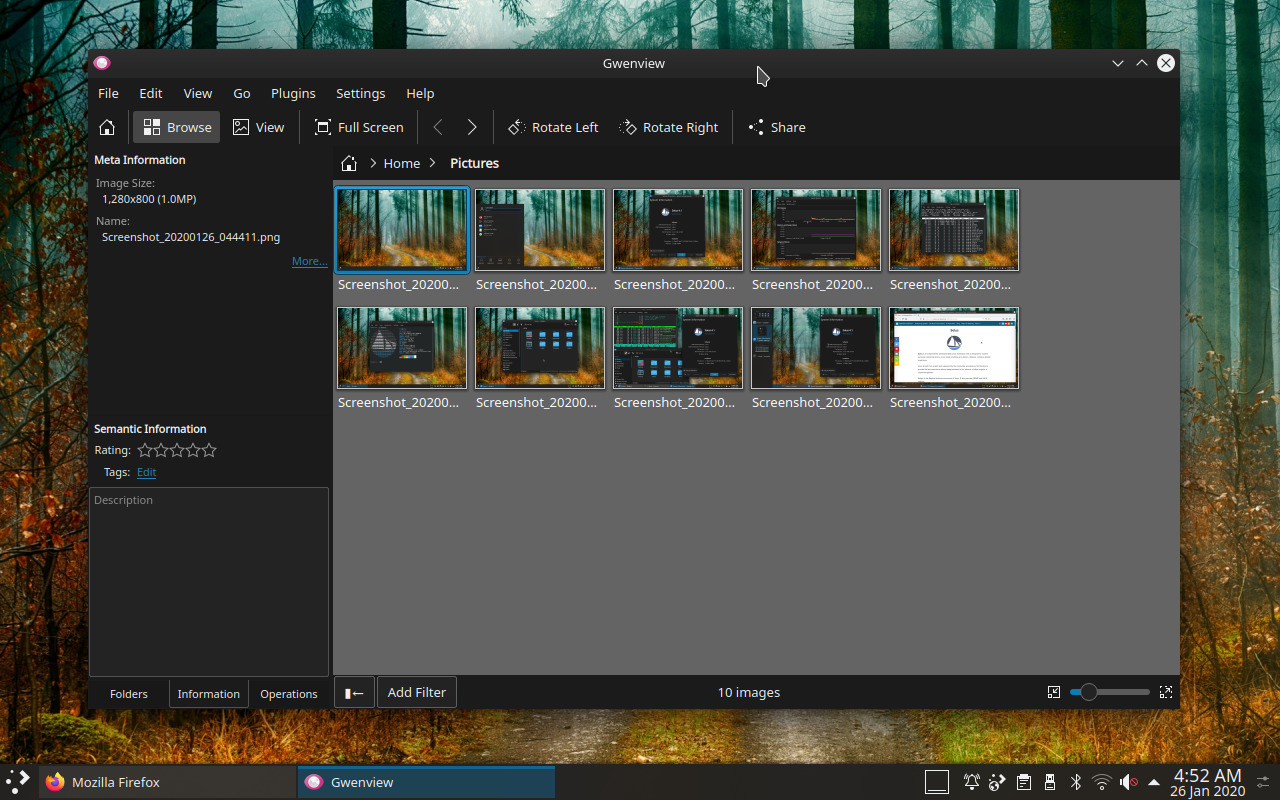 Gwenview
File Edit View Go Plugins Settings Help
Browse View Full Screen Rotate Left Rotate Right Share
Meta Information
Home Pictures
Image Size:
1,280x800 (1.0MP)
Name:
Screenshot_20200126_044411.png
More...
Screenshot_20200... Screenshot_20200... Screenshot_20200... Screenshot_20200... Screenshot_20200...
Screenshot_20200... Screenshot_20200... Screenshot_20200... Screenshot_20200... Screenshot_20200...
Semantic Information
Rating:
Tags: Edit
Description
Folders Information Operations Add Filter 10 images
Mozilla Firefox Gwenview 4:52 AM
26 Jan 2020